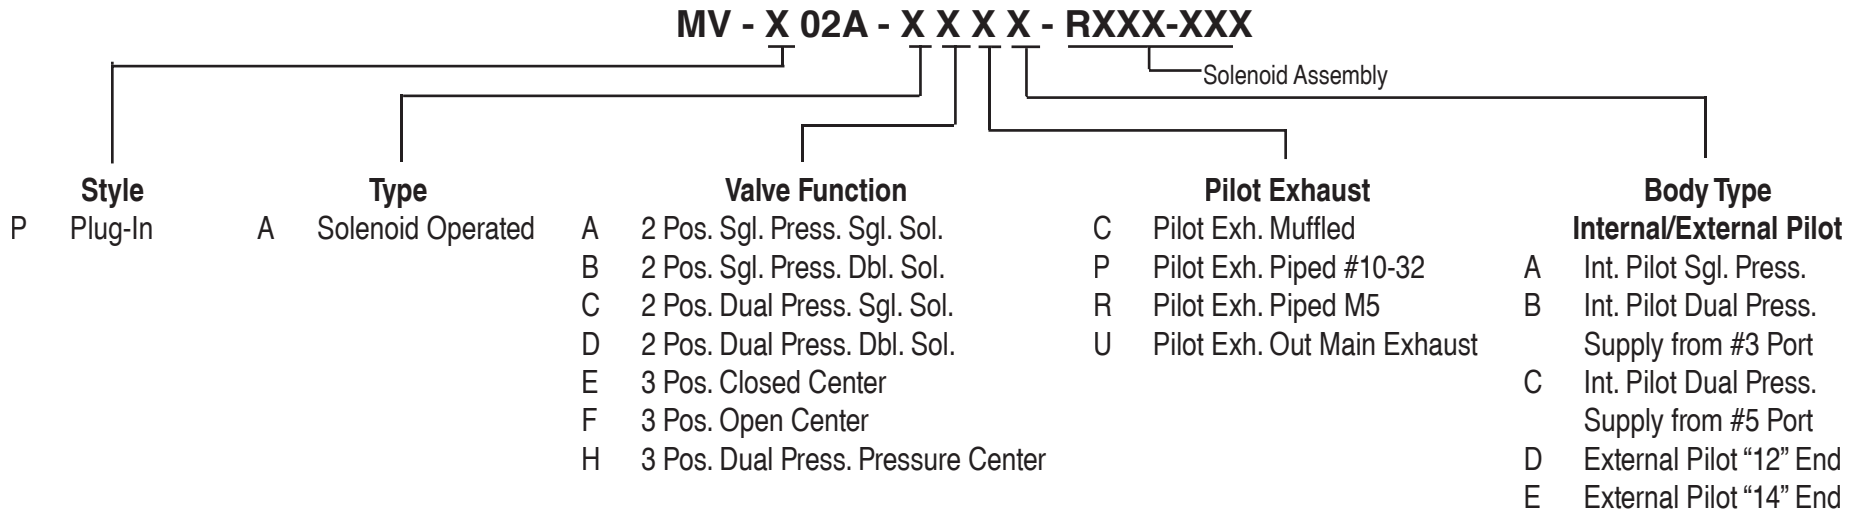 MV - X 02A - X X X X - RXXX-XXX
Solenoid Assembly
Style
P Plug-In
Type
A Solenoid Operated
Valve Function
A 2 Pos. Sgl. Press. Sgl. Sol.
B 2 Pos. Sgl. Press. Dbl. Sol.
C 2 Pos. Dual Press. Sgl. Sol.
D 2 Pos. Dual Press. Dbl. Sol.
E 3 Pos. Closed Center
F 3 Pos. Open Center
H 3 Pos. Dual Press. Pressure Center
Pilot Exhaust
C Pilot Exh. Muffled
P Pilot Exh. Piped #10-32
R Pilot Exh. Piped M5
U Pilot Exh. Out Main Exhaust
Body Type
Internal/External Pilot
A Int. Pilot Sgl. Press.
B Int. Pilot Dual Press.
Supply from #3 Port
C Int. Pilot Dual Press.
Supply from #5 Port
D External Pilot “12” End
E External Pilot “14” End